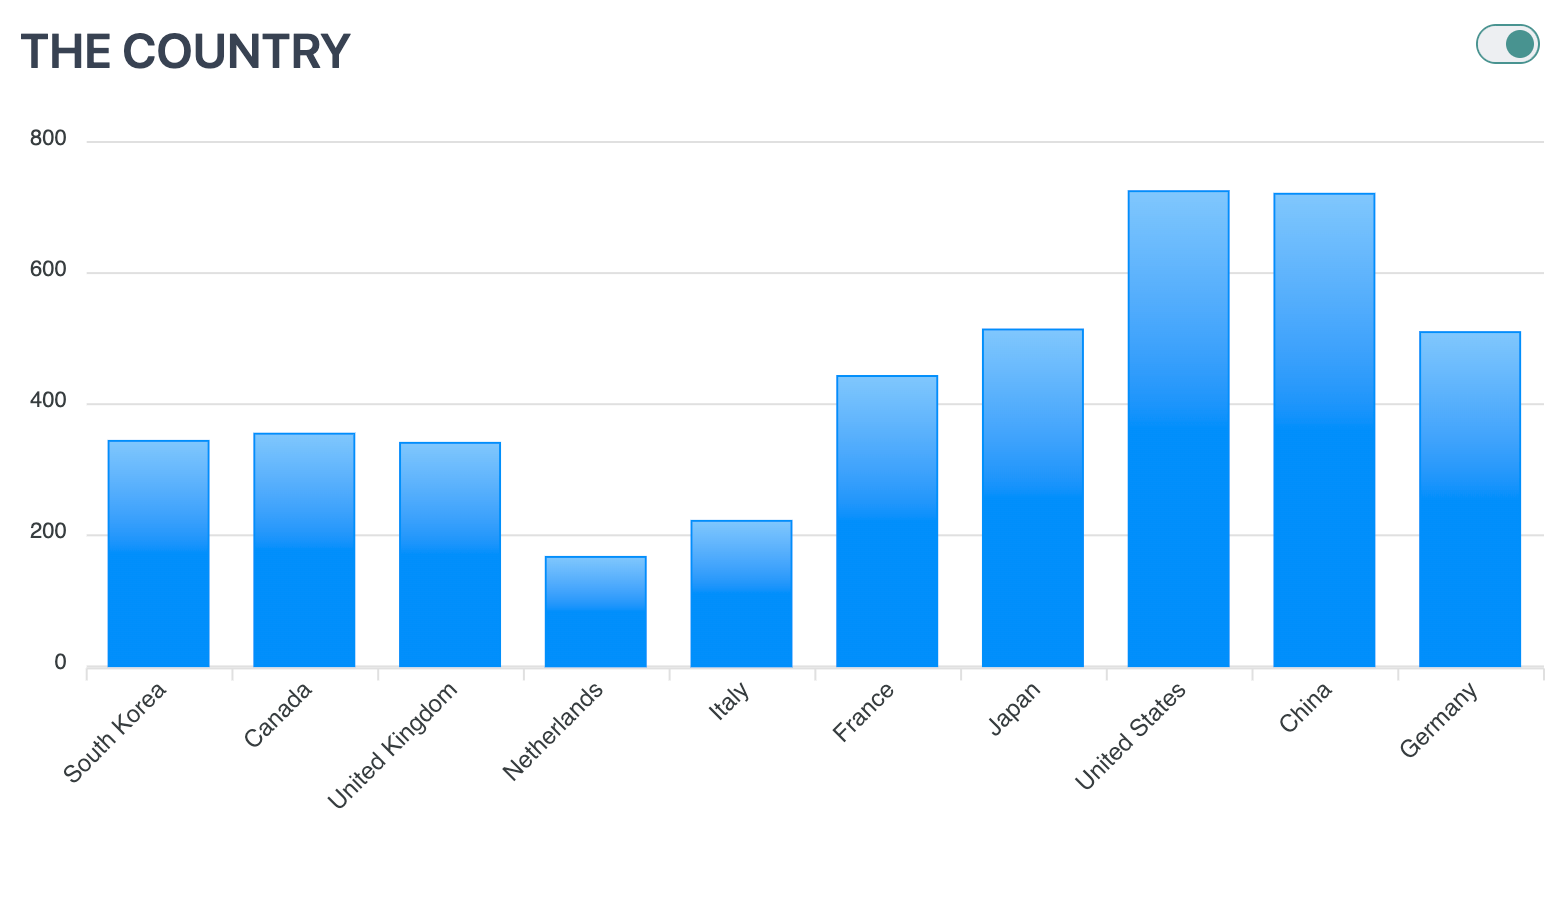 THE COUNTRY
800
600
400
200
0
South Korea
Canada
United Kingdom
Netherlands
Italy
France
Japan
United States
China
Germany